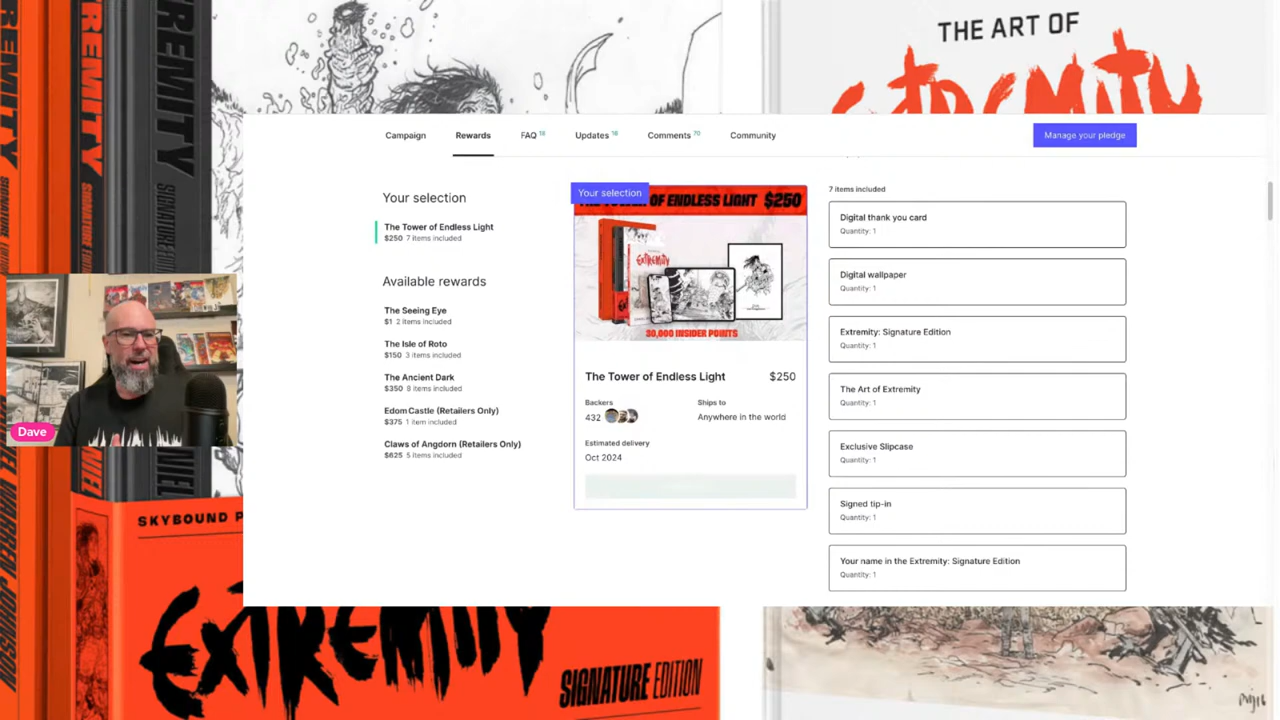 THE ART OF
EXTREMITY
Campaign
Rewards
FAQ 18
Updates 18
Comments 70
Community
Manage your pledge
Your selection
The Tower of Endless Light
$250 7 items included
Available rewards
The Seeing Eye
$1 2 items included
The Isle of Roto
$150 3 items included
The Ancient Dark
$350 9 items included
Edom Castle (Retailers Only)
$375 1 item included
Claws of Angdorn (Retailers Only)
$625 5 items included
Your selection
OF ENDLESS LIGHT $250
EXTREMITY
30,000 INSIDER POINTS
The Tower of Endless Light $250
Backers
432
Ships to
Anywhere in the world
Estimated delivery
Oct 2024
7 items included
Digital thank you card
Quantity: 1
Digital wallpaper
Quantity: 1
Extremity: Signature Edition
Quantity: 1
The Art of Extremity
Quantity: 1
Exclusive Slipcase
Quantity: 1
Signed tip-in
Quantity: 1
Your name in the Extremity: Signature Edition
Quantity: 1
Dave
SKYBOUND
EXTREMITY
SIGNATURE EDITION